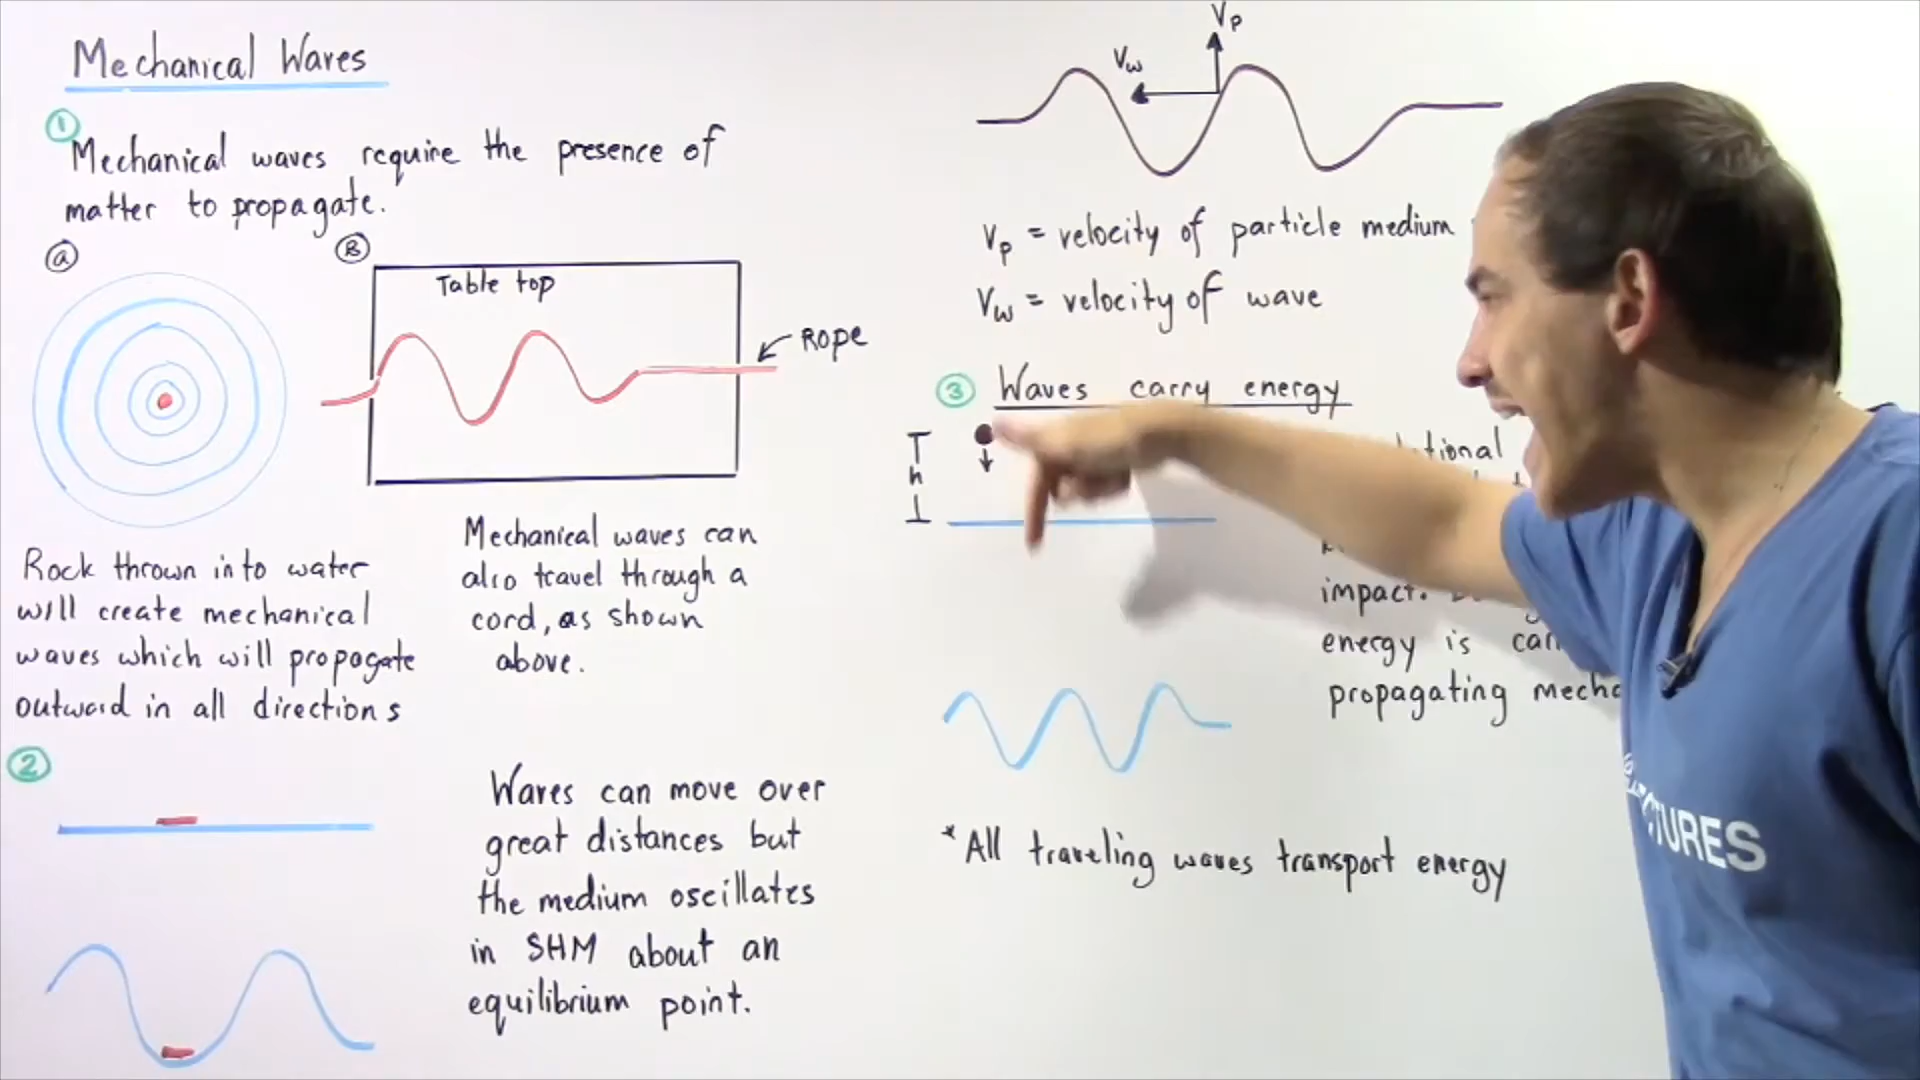 Mechanical Waves
1
Mechanical waves require the presence of
matter to propagate.
a
B
Table top
Rope
Rock thrown into water
will create mechanical
waves which will propagate
outward in all directions
Mechanical waves can
also travel through a
cord, as shown
above.
2
Waves can move over
great distances but
the medium oscillates
in SHM about an
equilibrium point.
Vp
Vw
Vp = velocity of particle medium
Vw = velocity of wave
3 Waves carry energy
h
impact.
energy is
propagating
*All traveling waves transport energy